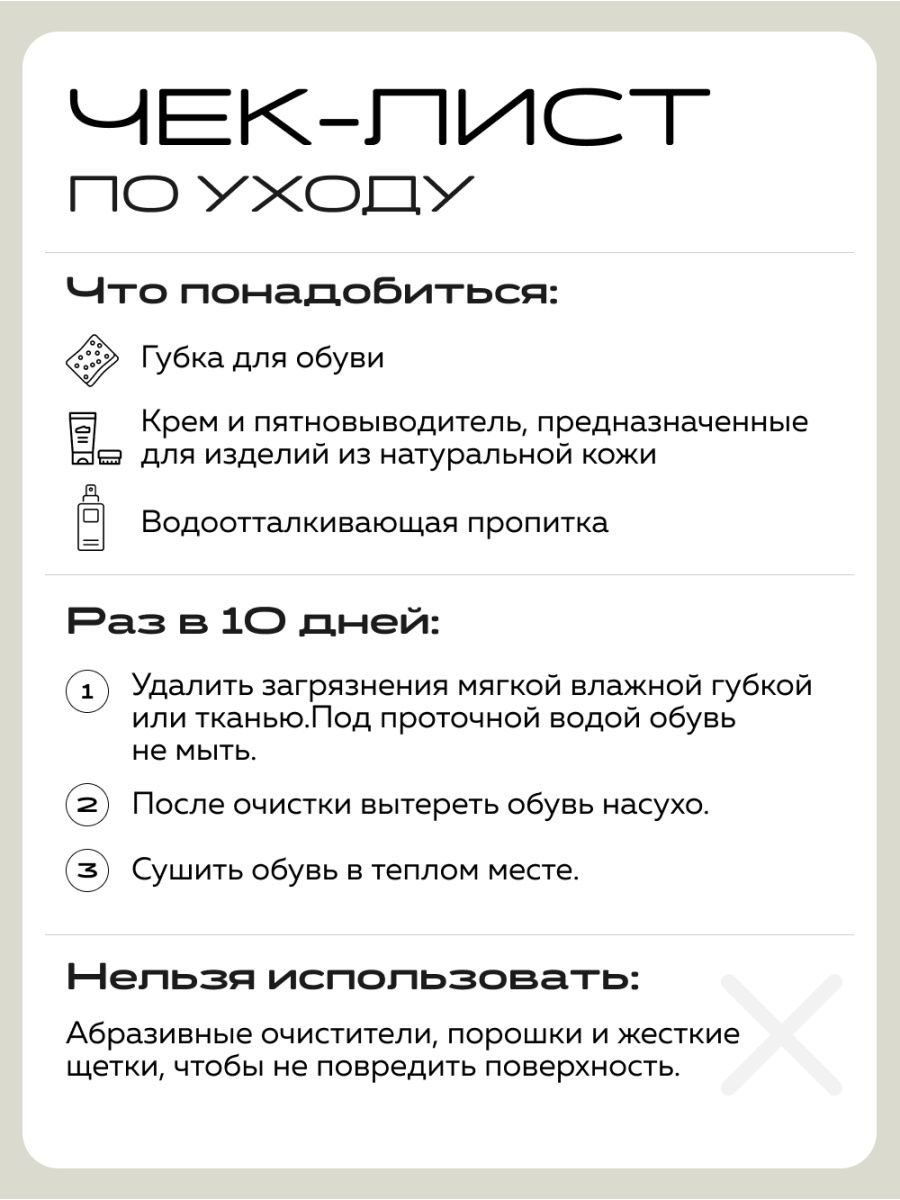 ЧЕК-ЛИСТ
ПО УХОДУ
Что понадобиться:
Губка для обуви
Крем и пятновыводитель, предназначенные
для изделий из натуральной кожи
Водоотталкивающая пропитка
Раз в 10 дней:
1 Удалить загрязнения мягкой влажной губкой
или тканью.Под проточной водой обувь
не мыть.
2 После очистки вытереть обувь насухо.
3 Сушить обувь в теплом месте.
Нельзя использовать:
Абразивные очистители, порошки и жесткие
щетки, чтобы не повредить поверхность.